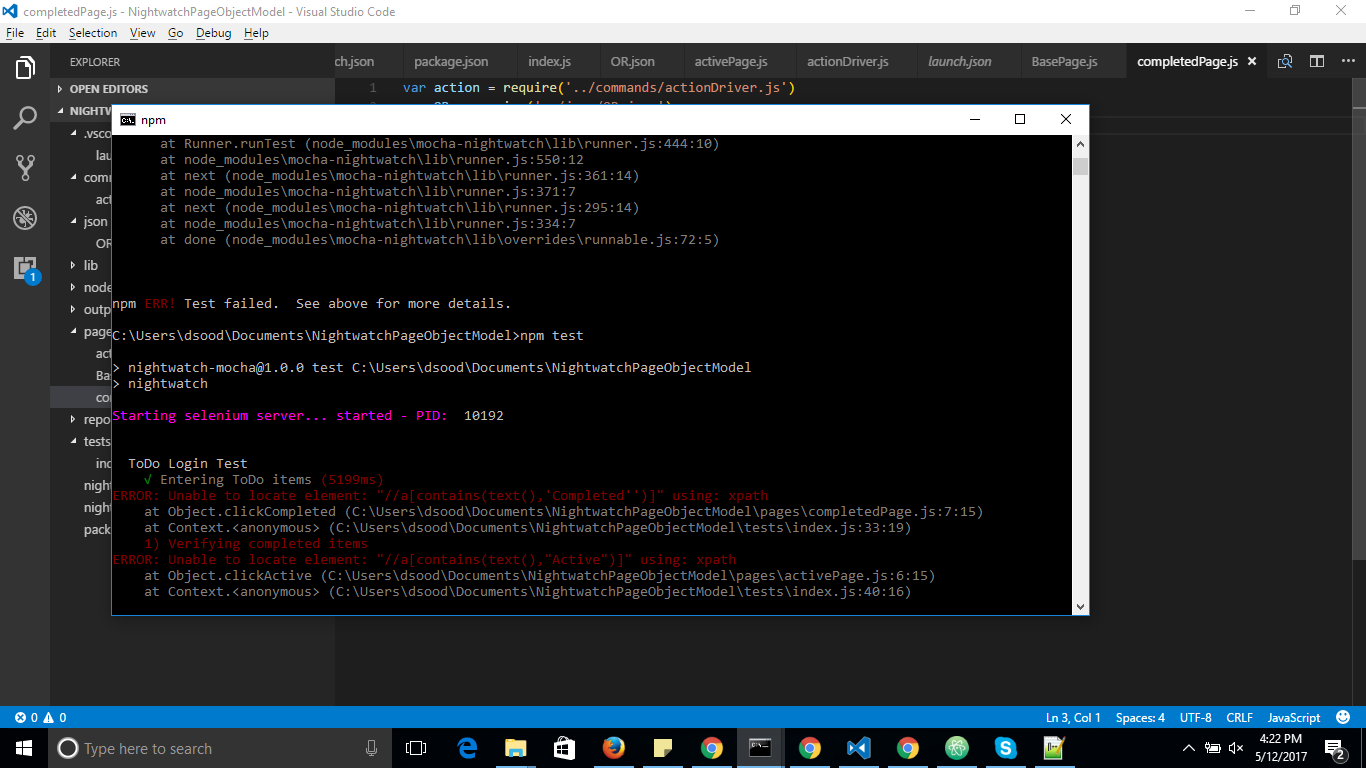 completedPage.js - NightwatchPageObjectModel - Visual Studio Code
File Edit Selection View Go Debug Help
EXPLORER
ch.json package.json index.js OR.json activePage.js actionDriver.js launch.json BasePage.js completedPage.js
OPEN EDITORS
1 var action = require('../commands/actionDriver.js')
NIGHTW
.vsco
lau
com
act
json
OR
lib
node
outp
page
act
Ba
co
repo
tests
ind
night
night
pack
1
npm
at Runner.runTest (node_modules\mocha-nightwatch\lib\runner.js:444:10)
at node_modules\mocha-nightwatch\lib\runner.js:550:12
at next (node_modules\mocha-nightwatch\lib\runner.js:361:14)
at node_modules\mocha-nightwatch\lib\runner.js:371:7
at next (node_modules\mocha-nightwatch\lib\runner.js:295:14)
at node_modules\mocha-nightwatch\lib\runner.js:334:7
at done (node_modules\mocha-nightwatch\lib\overrides\runnable.js:72:5)
npm ERR! Test failed.  See above for more details.
C:\Users\dsood\Documents\NightwatchPageObjectModel>npm test
> nightwatch-mocha@1.0.0 test C:\Users\dsood\Documents\NightwatchPageObjectModel
> nightwatch
Starting selenium server... started - PID:  10192
ToDo Login Test
√ Entering ToDo items (5199ms)
ERROR: Unable to locate element: "//a[contains(text(),'Completed'')]" using: xpath
at Object.clickCompleted (C:\Users\dsood\Documents\NightwatchPageObjectModel\pages\completedPage.js:7:15)
at Context.<anonymous> (C:\Users\dsood\Documents\NightwatchPageObjectModel\tests\index.js:33:19)
1) Verifying completed items
ERROR: Unable to locate element: "//a[contains(text(),"Active")]" using: xpath
at Object.clickActive (C:\Users\dsood\Documents\NightwatchPageObjectModel\pages\activePage.js:6:15)
at Context.<anonymous> (C:\Users\dsood\Documents\NightwatchPageObjectModel\tests\index.js:40:16)
0 0 Ln 3, Col 1 Spaces: 4 UTF-8 CRLF JavaScript
Type here to search
4:22 PM
5/12/2017
2